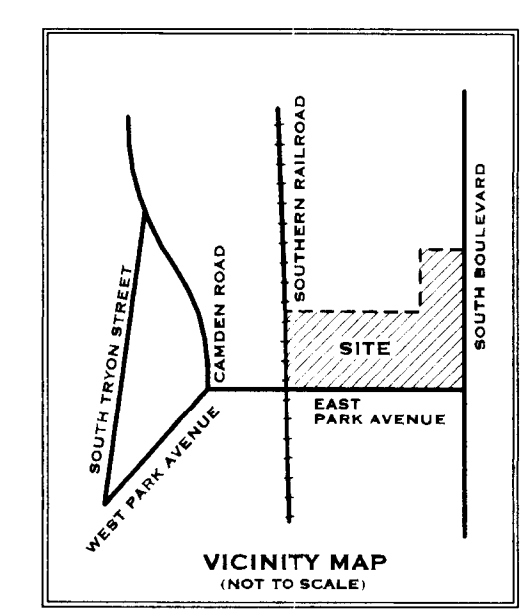 SOUTHERN RAILROAD
SOUTH BOULEVARD
CAMDEN ROAD
SOUTH TRYON STREET
SITE
EAST
PARK AVENUE
WEST PARK AVENUE
VICINITY MAP
(NOT TO SCALE)